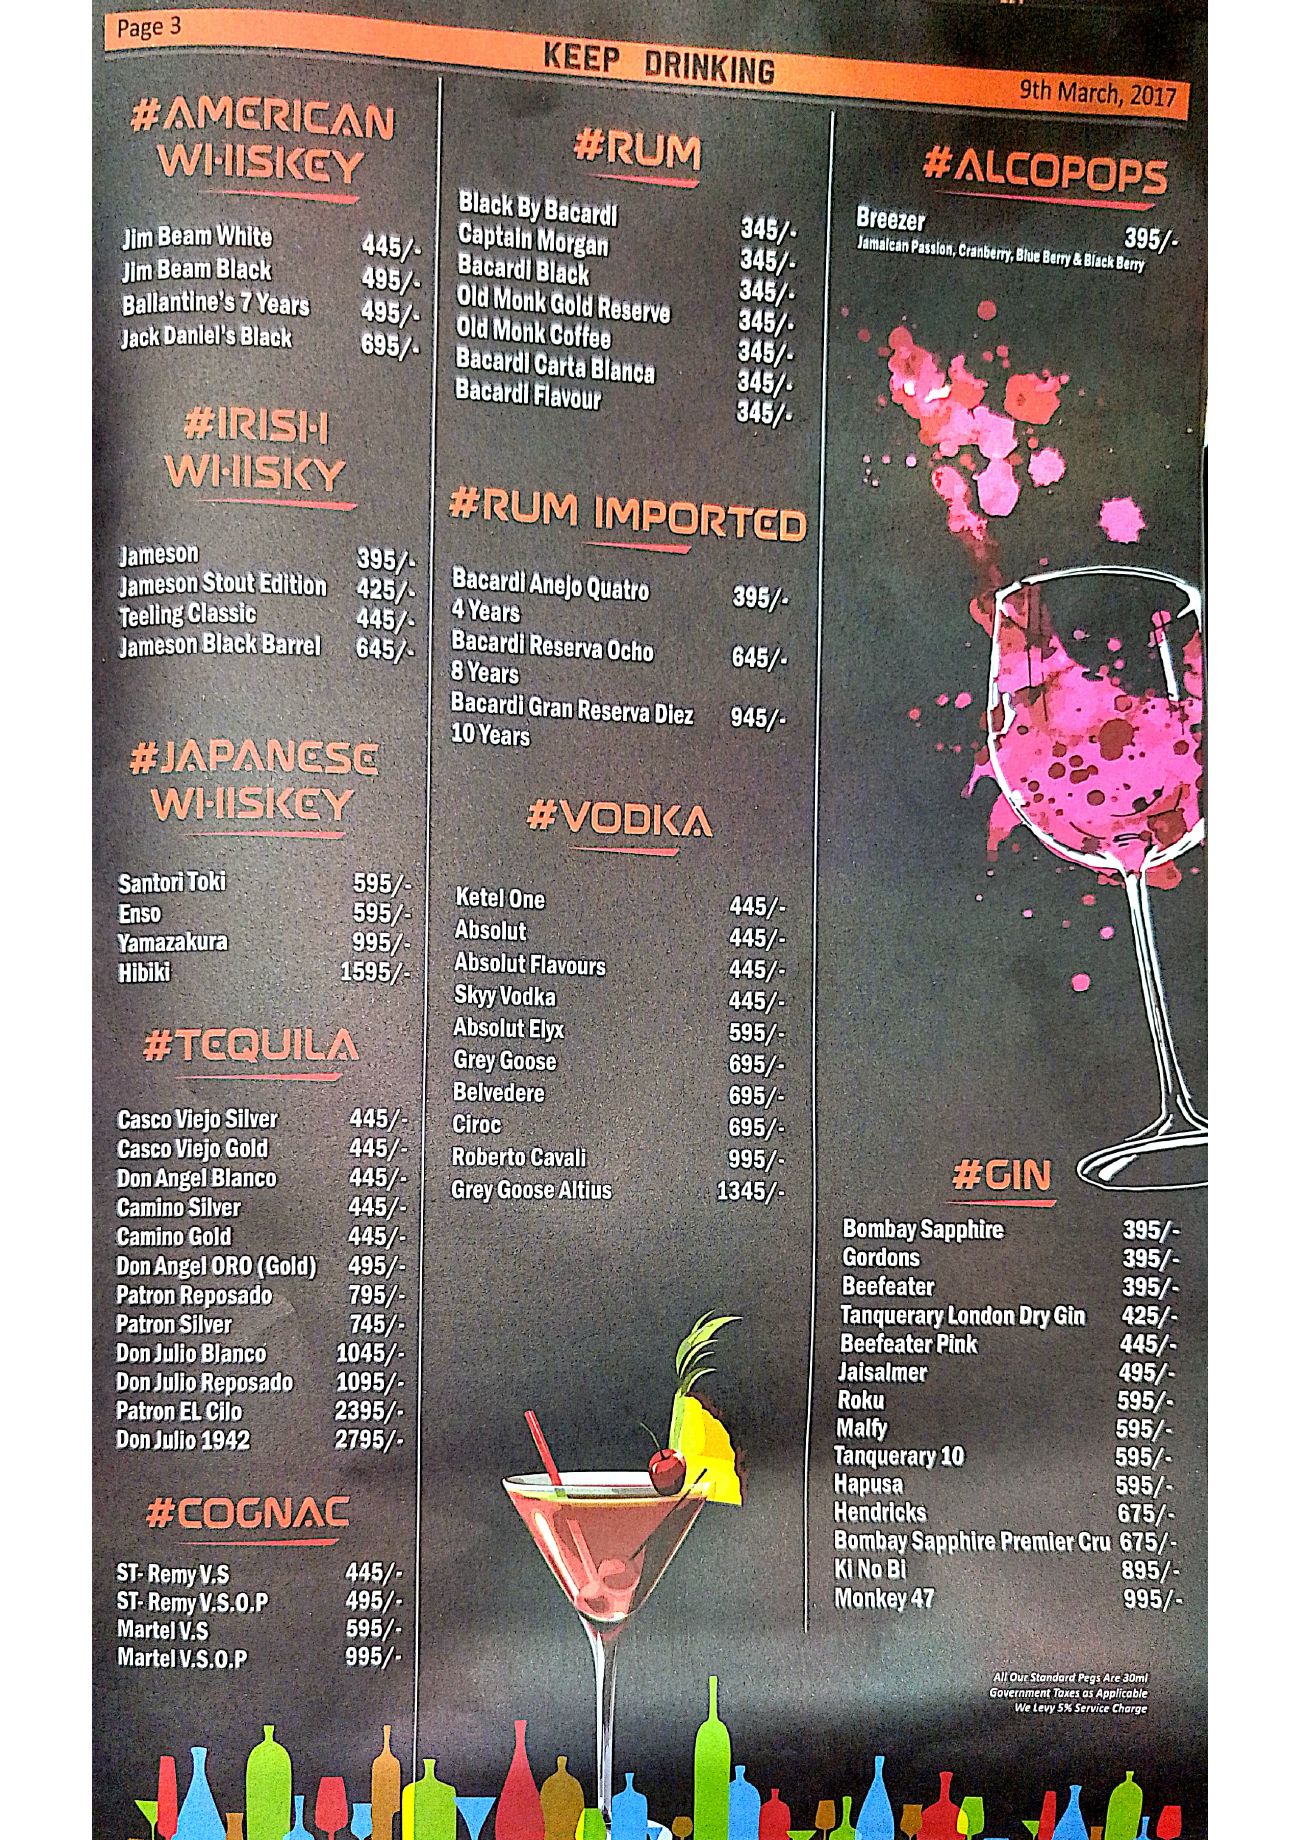 Page 3
KEEP DRINKING
9th March, 2017
#AMERICAN
WHISKEY
Jim Beam White 445/-
Jim Beam Black 495/-
Ballantine's 7 Years 495/-
Jack Daniel's Black 695/-
#IRISH
WHISKY
Jameson 395/-
Jameson Stout Edition 425/-
Teeling Classic 445/-
Jameson Black Barrel 645/-
#JAPANESE
WHISKEY
Santori Toki 595/-
Enso 595/-
Yamazakura 995/-
Hibiki 1595/-
#TEQUILA
Casco Viejo Silver 445/-
Casco Viejo Gold 445/-
Don Angel Blanco 445/-
Camino Silver 445/-
Camino Gold 445/-
Don Angel ORO (Gold) 495/-
Patron Reposado 795/-
Patron Silver 745/-
Don Julio Blanco 1045/-
Don Julio Reposado 1095/-
Patron EL Cilo 2395/-
Don Julio 1942 2795/-
#COGNAC
ST- Remy V.S 445/-
ST- Remy V.S.O.P 495/-
Martel V.S 595/-
Martel V.S.O.P 995/-
#RUM
Black By Bacardi 345/-
Captain Morgan 345/-
Bacardi Black 345/-
Old Monk Gold Reserve 345/-
Old Monk Coffee 345/-
Bacardi Carta Blanca 345/-
Bacardi Flavour 345/-
#RUM IMPORTED
Bacardi Anejo Quatro 395/-
4 Years
Bacardi Reserva Ocho 645/-
8 Years
Bacardi Gran Reserva Diez 945/-
10 Years
#VODKA
Ketel One 445/-
Absolut 445/-
Absolut Flavours 445/-
Skyy Vodka 445/-
Absolut Elyx 595/-
Grey Goose 695/-
Belvedere 695/-
Ciroc 695/-
Roberto Cavali 995/-
Grey Goose Altius 1345/-
#ALCOPOPS
Breezer 395/-
Jamaican Passion, Cranberry, Blue Berry & Black Berry
#GIN
Bombay Sapphire 395/-
Gordons 395/-
Beefeater 395/-
Tanquerary London Dry Gin 425/-
Beefeater Pink 445/-
Jaisalmer 495/-
Roku 595/-
Malfy 595/-
Tanquerary 10 595/-
Hapusa 595/-
Hendricks 675/-
Bombay Sapphire Premier Cru 675/-
Ki No Bi 895/-
Monkey 47 995/-
All Our Standard Pegs Are 30ml
Government Taxes as Applicable
We Levy 5% Service Charge